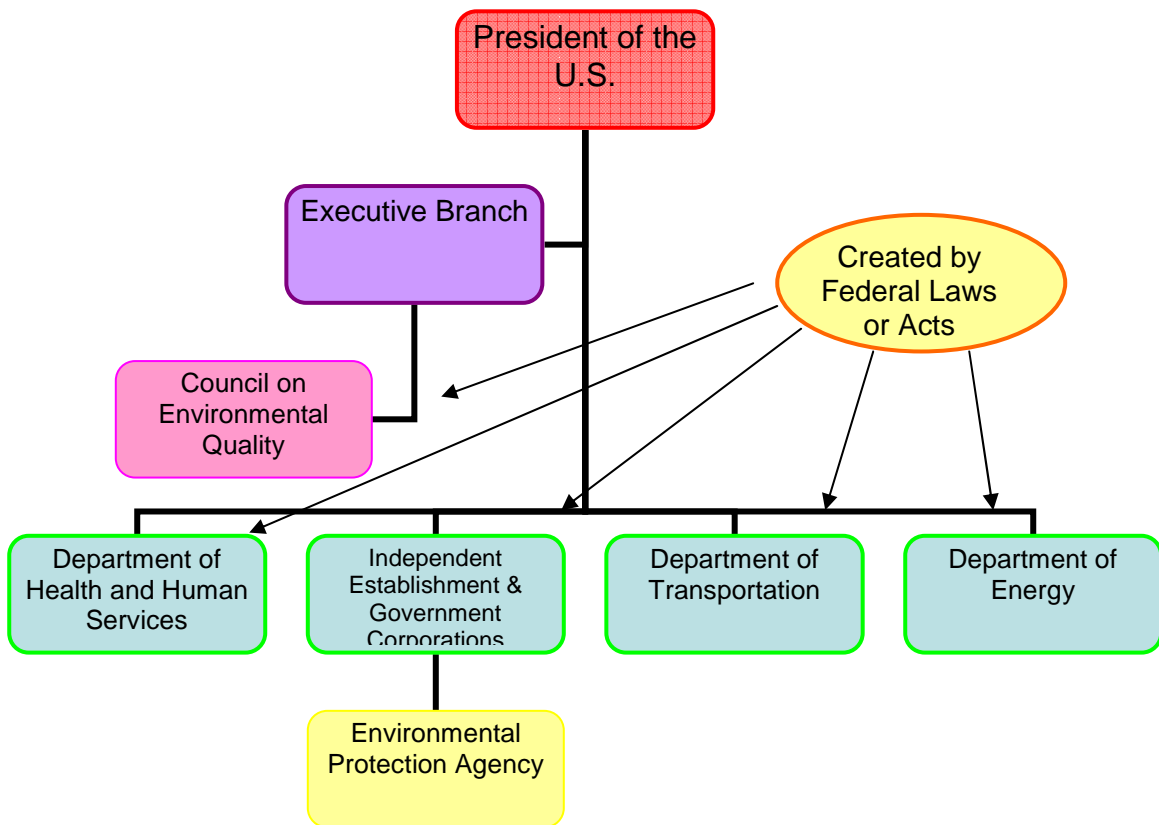 President of the
U.S.
Executive Branch
Created by
Federal Laws
or Acts
Council on
Environmental
Quality
Department of
Health and Human
Services
Independent
Establishment &
Government
Corporations
Department of
Transportation
Department of
Energy
Environmental
Protection Agency